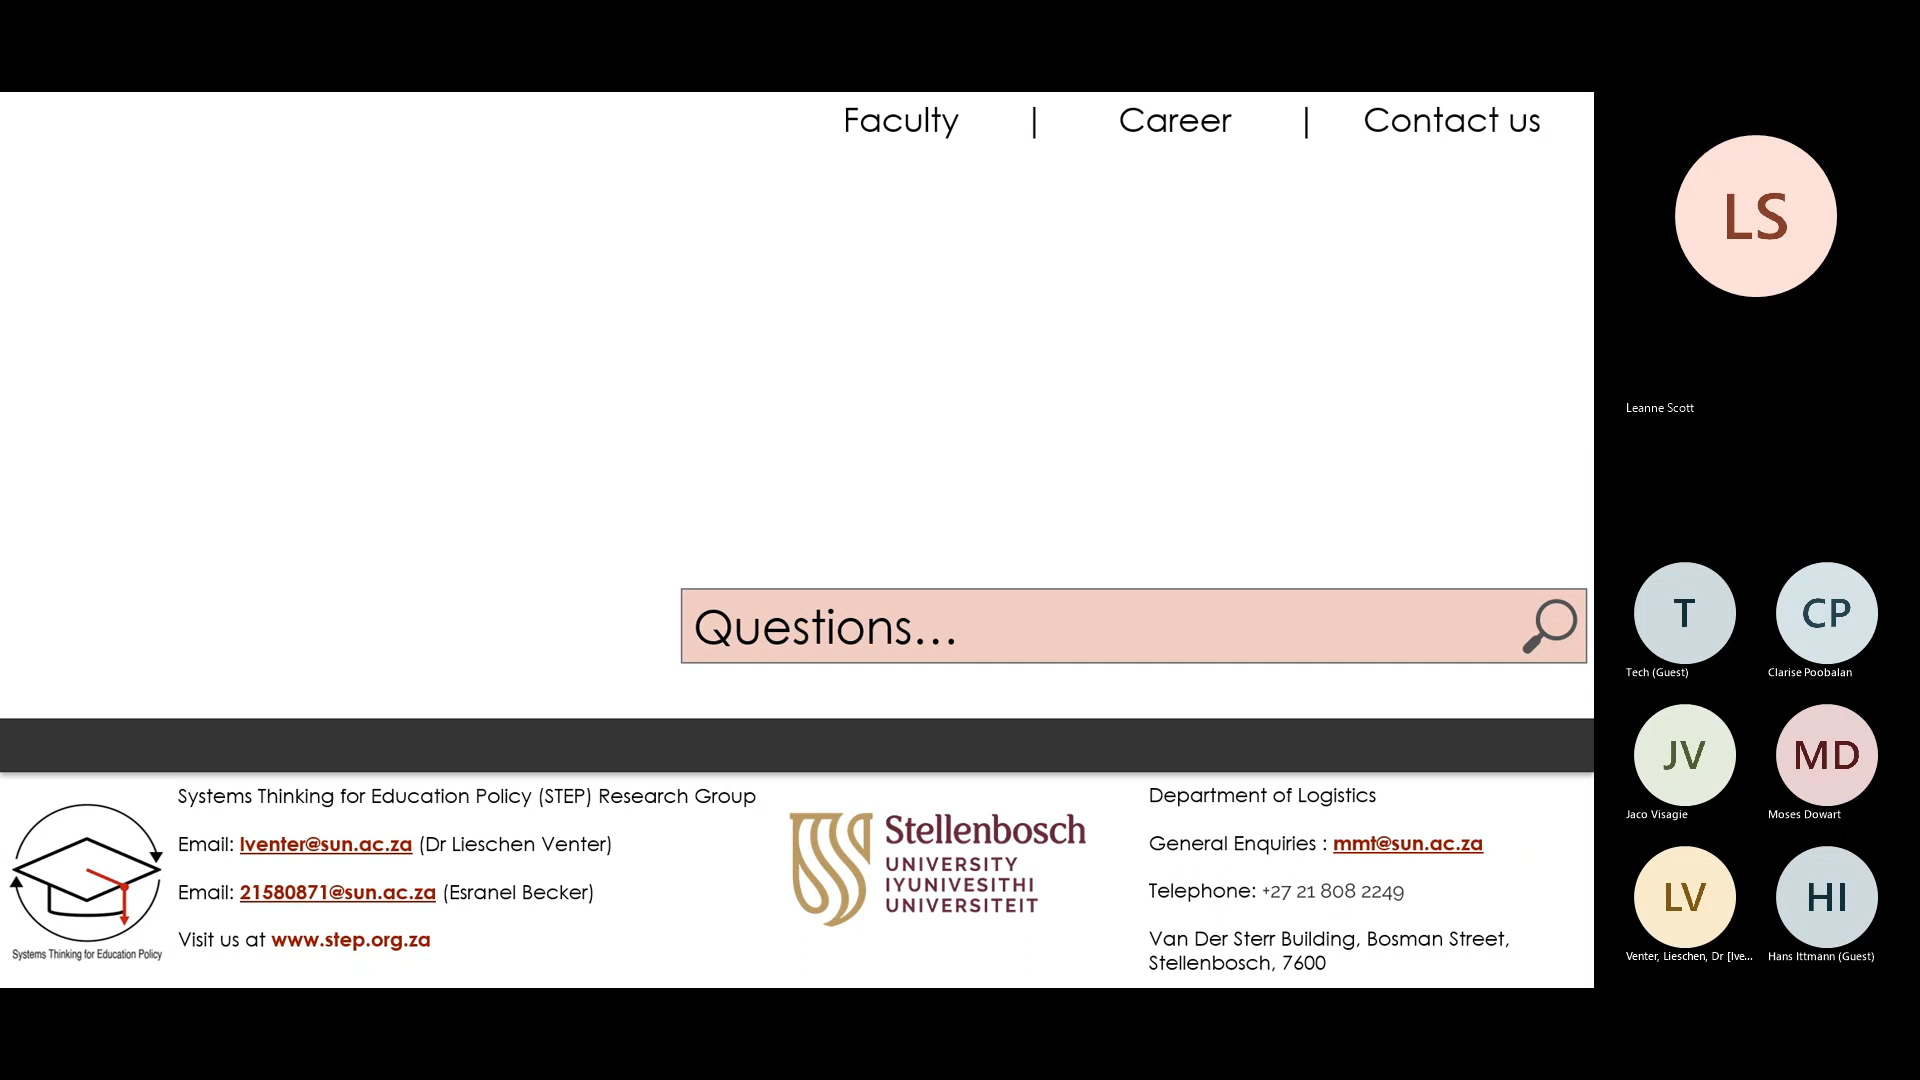 Faculty | Career | Contact us
Questions...
Systems Thinking for Education Policy (STEP) Research Group
Email: lventer@sun.ac.za (Dr Lieschen Venter)
Email: 21580871@sun.ac.za (Esranel Becker)
Visit us at www.step.org.za
Systems Thinking for Education Policy
Stellenbosch
UNIVERSITY
IYUNIVESITHI
UNIVERSITEIT
Department of Logistics
General Enquiries : mmt@sun.ac.za
Telephone: +27 21 808 2249
Van Der Sterr Building, Bosman Street,
Stellenbosch, 7600
LS
Leanne Scott
T
Tech (Guest)
CP
Clarise Poobalan
JV
Jaco Visagie
MD
Moses Dowart
LV
Venter, Lieschen, Dr [lve...
HI
Hans Ittmann (Guest)